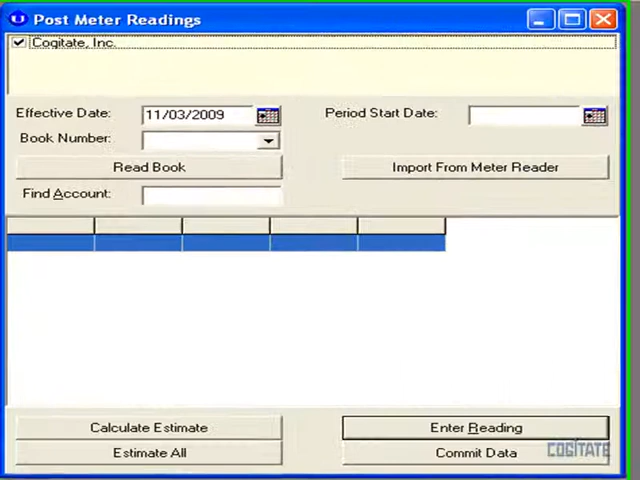 Post Meter Readings
Cogitate, Inc.
Effective Date: 11/03/2009 Period Start Date:
Book Number:
Read Book Import From Meter Reader
Find Account:
Calculate Estimate Enter Reading
Estimate All Commit Data
COGITATE